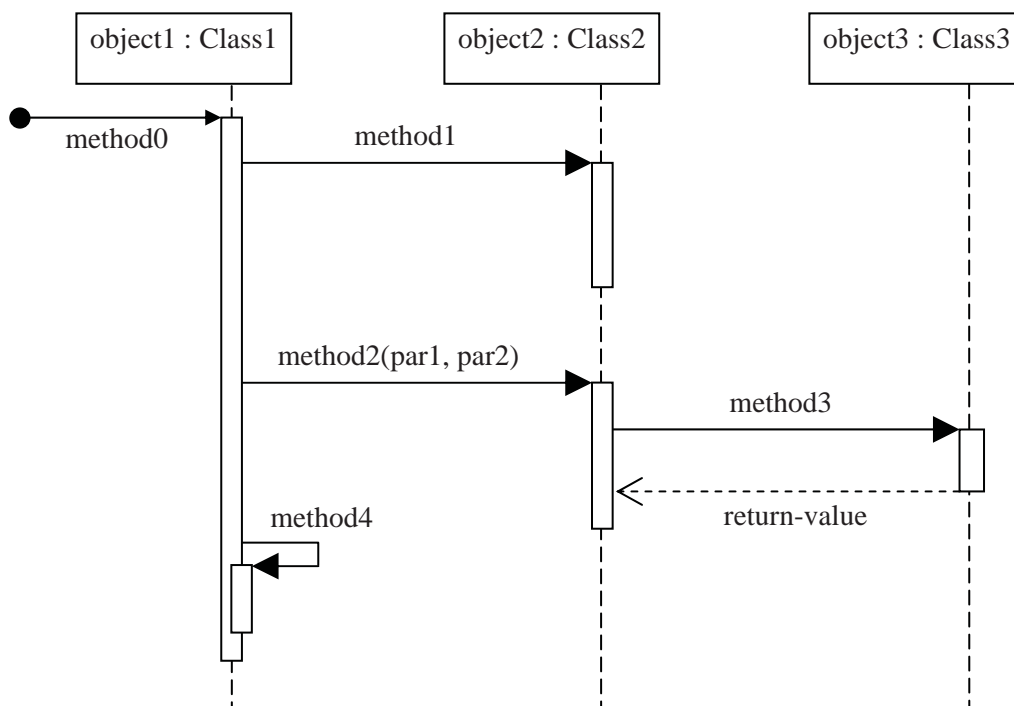 object1 : Class1
object2 : Class2
object3 : Class3
method0
method1
method2(par1, par2)
method3
return-value
method4